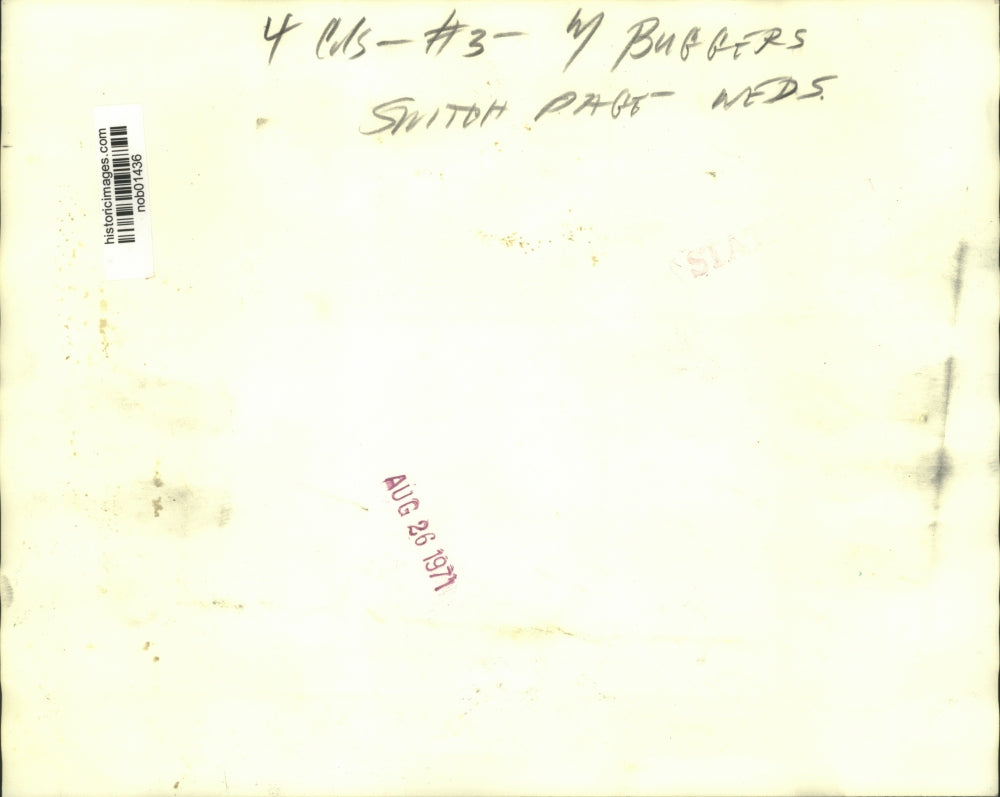 4 Cols - #3 - W/ BUGGERS
SWITCH PAGE - WEDS.
historicimages.com
nob01436
AUG 26 1971